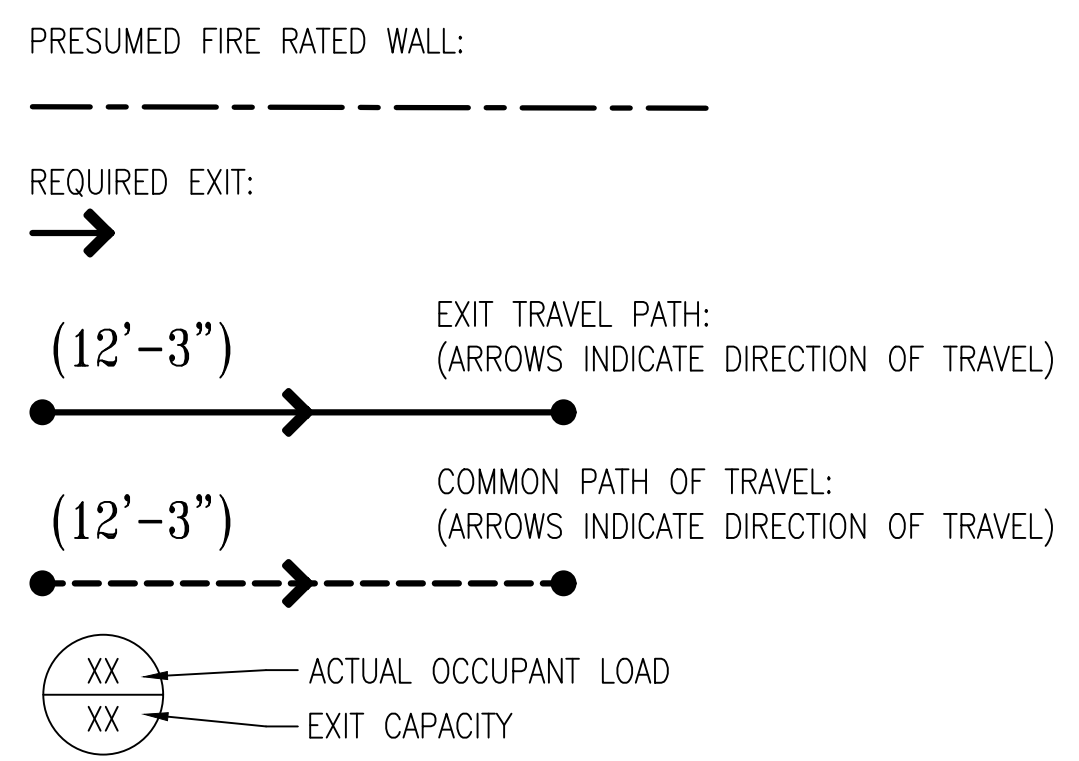 PRESUMED FIRE RATED WALL:
REQUIRED EXIT:
(12'-3")
EXIT TRAVEL PATH:
(ARROWS INDICATE DIRECTION OF TRAVEL)
(12'-3")
COMMON PATH OF TRAVEL:
(ARROWS INDICATE DIRECTION OF TRAVEL)
XX
ACTUAL OCCUPANT LOAD
XX
EXIT CAPACITY